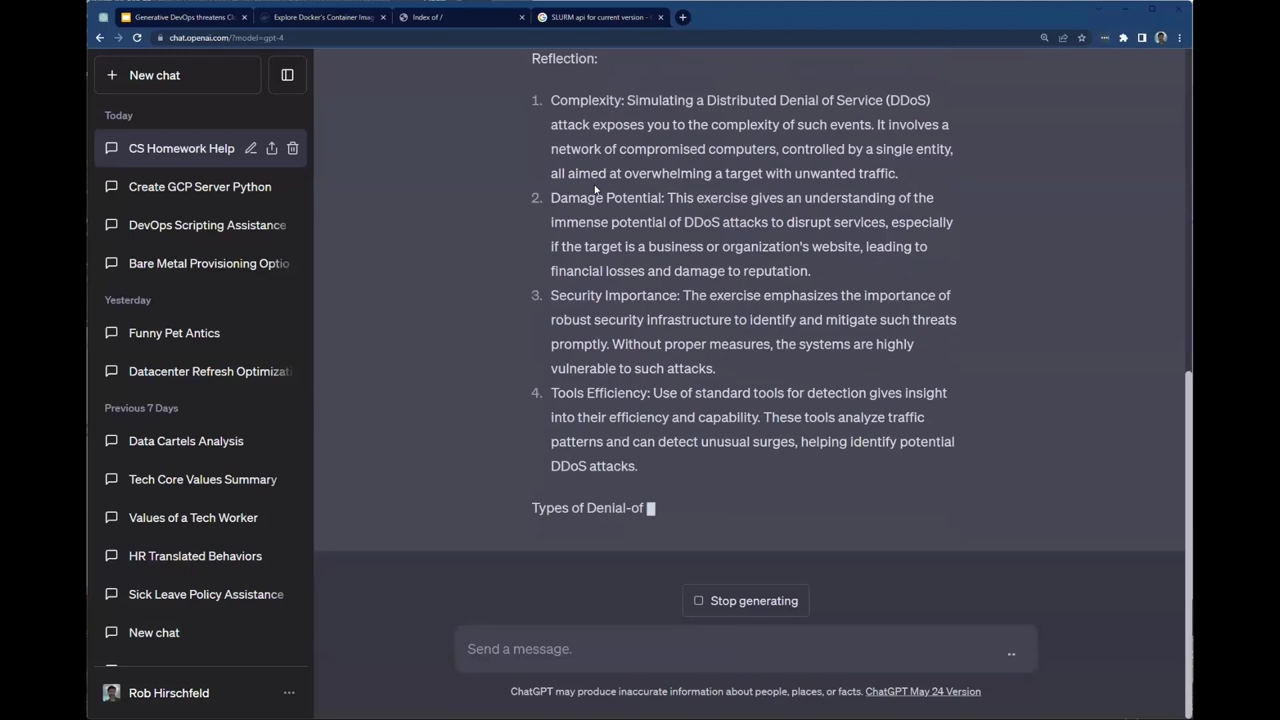 Generative DevOps threatens Cl
Explore Docker's Container Imag
Index of /
SLURM api for current version -
chat.openai.com/?model=gpt-4
New chat
Today
CS Homework Help
Create GCP Server Python
DevOps Scripting Assistance
Bare Metal Provisioning Optio
Yesterday
Funny Pet Antics
Datacenter Refresh Optimizati
Previous 7 Days
Data Cartels Analysis
Tech Core Values Summary
Values of a Tech Worker
HR Translated Behaviors
Sick Leave Policy Assistance
New chat
Rob Hirschfeld
Reflection:
1. Complexity: Simulating a Distributed Denial of Service (DDoS)
attack exposes you to the complexity of such events. It involves a
network of compromised computers, controlled by a single entity,
all aimed at overwhelming a target with unwanted traffic.
2. Damage Potential: This exercise gives an understanding of the
immense potential of DDoS attacks to disrupt services, especially
if the target is a business or organization's website, leading to
financial losses and damage to reputation.
3. Security Importance: The exercise emphasizes the importance of
robust security infrastructure to identify and mitigate such threats
promptly. Without proper measures, the systems are highly
vulnerable to such attacks.
4. Tools Efficiency: Use of standard tools for detection gives insight
into their efficiency and capability. These tools analyze traffic
patterns and can detect unusual surges, helping identify potential
DDoS attacks.
Types of Denial-of
Stop generating
Send a message.
ChatGPT may produce inaccurate information about people, places, or facts. ChatGPT May 24 Version